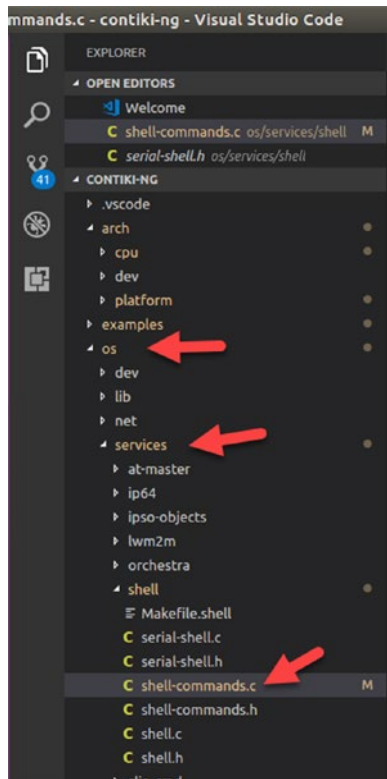 mmands.c - contiki-ng - Visual Studio Code
EXPLORER
OPEN EDITORS
Welcome
C shell-commands.c os/services/shell M
C serial-shell.h os/services/shell
41
CONTIKI-NG
.vscode
arch
cpu
dev
platform
examples
os
dev
lib
net
services
at-master
ip64
ipso-objects
lwm2m
orchestra
shell
Makefile.shell
C serial-shell.c
C serial-shell.h
C shell-commands.c M
C shell-commands.h
C shell.c
C shell.h